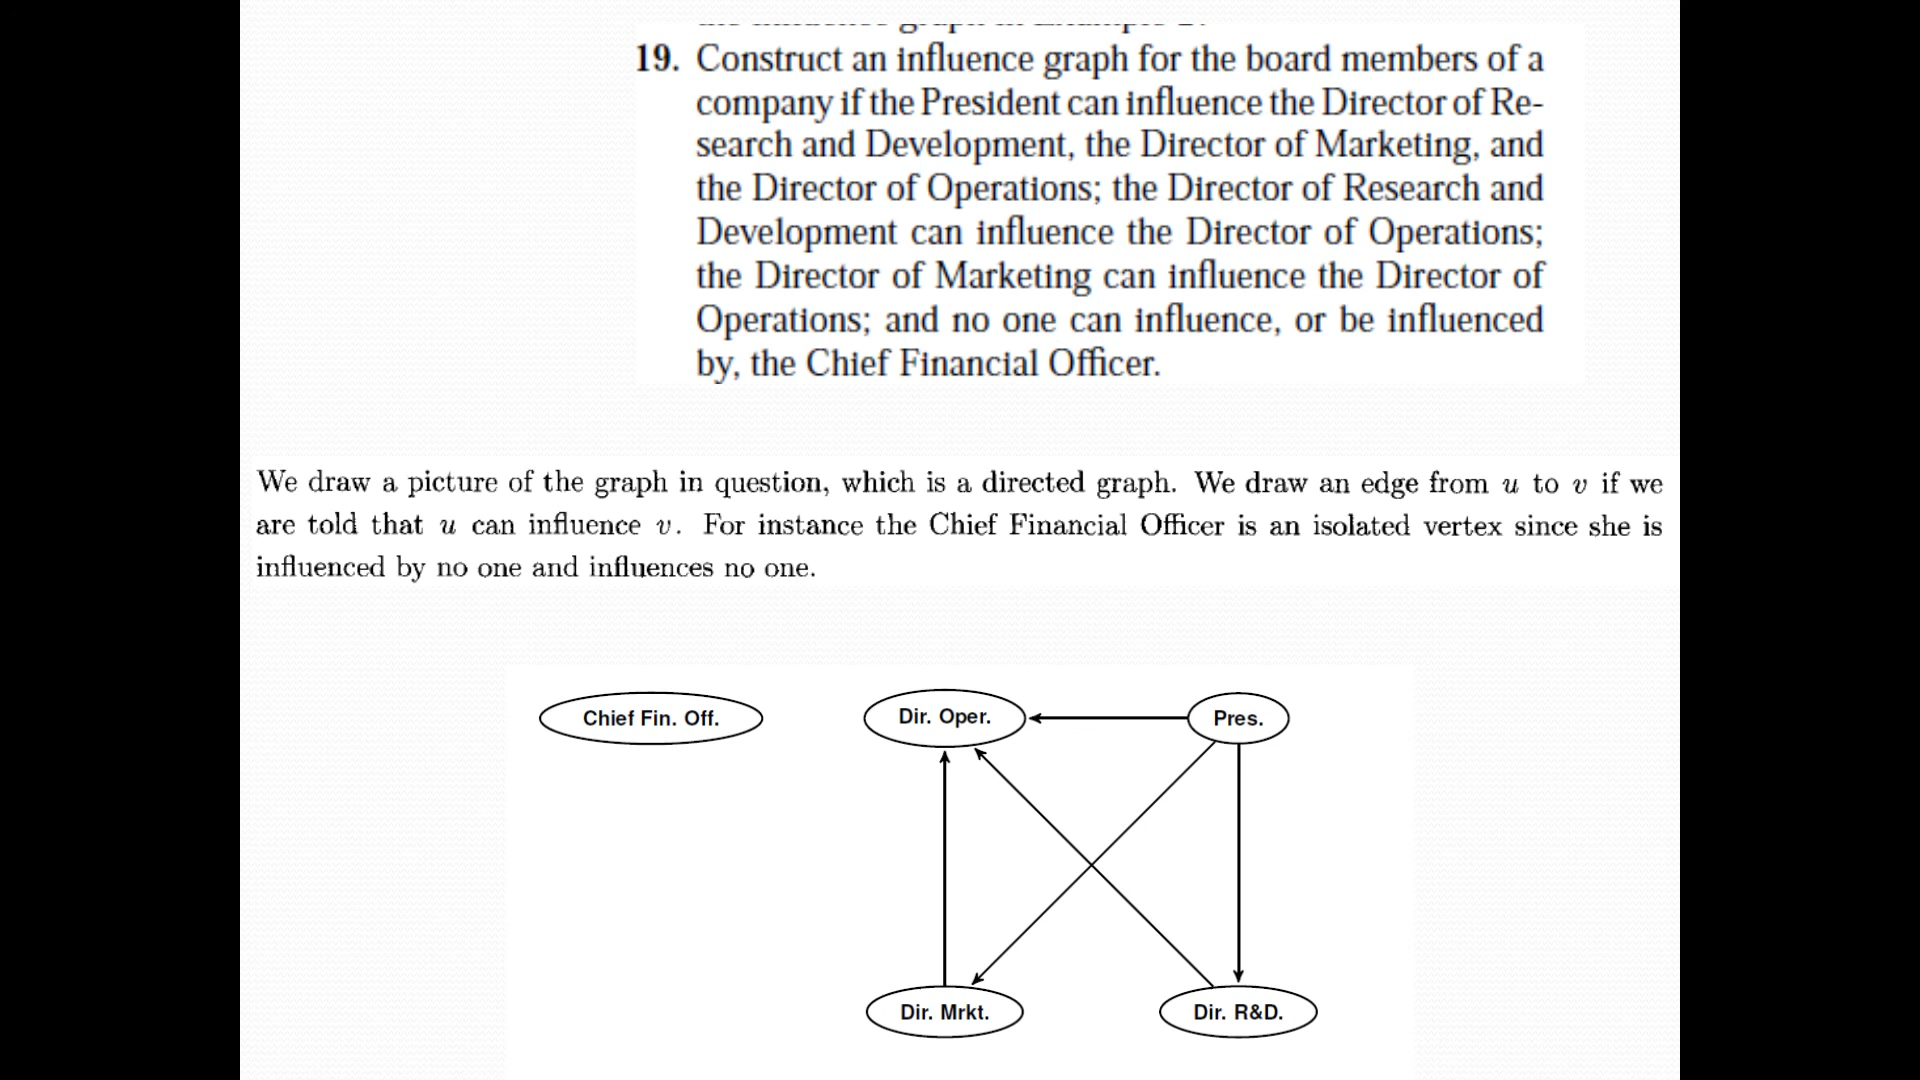 19. Construct an influence graph for the board members of a
company if the President can influence the Director of Re-
search and Development, the Director of Marketing, and
the Director of Operations; the Director of Research and
Development can influence the Director of Operations;
the Director of Marketing can influence the Director of
Operations; and no one can influence, or be influenced
by, the Chief Financial Officer.
We draw a picture of the graph in question, which is a directed graph. We draw an edge from u to v if we
are told that u can influence v. For instance the Chief Financial Officer is an isolated vertex since she is
influenced by no one and influences no one.
Chief Fin. Off.
Dir. Oper.
Pres.
Dir. Mrkt.
Dir. R&D.